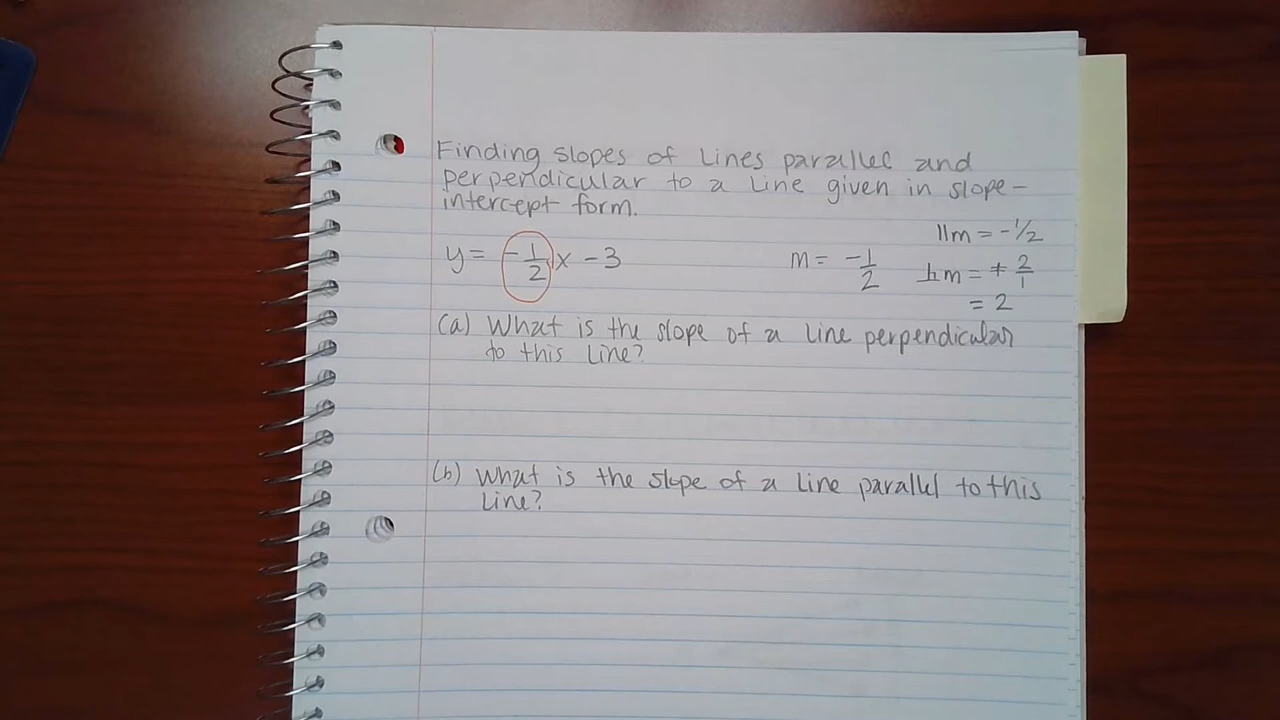 Finding slopes of lines parallel and
perpendicular to a line given in slope-
intercept form.
y = -1/2 x - 3
m = -1/2
11m = -1/2
⊥m = + 2/1
= 2
(a) What is the slope of a line perpendicular
to this line?
(b) What is the slope of a line parallel to this
line?